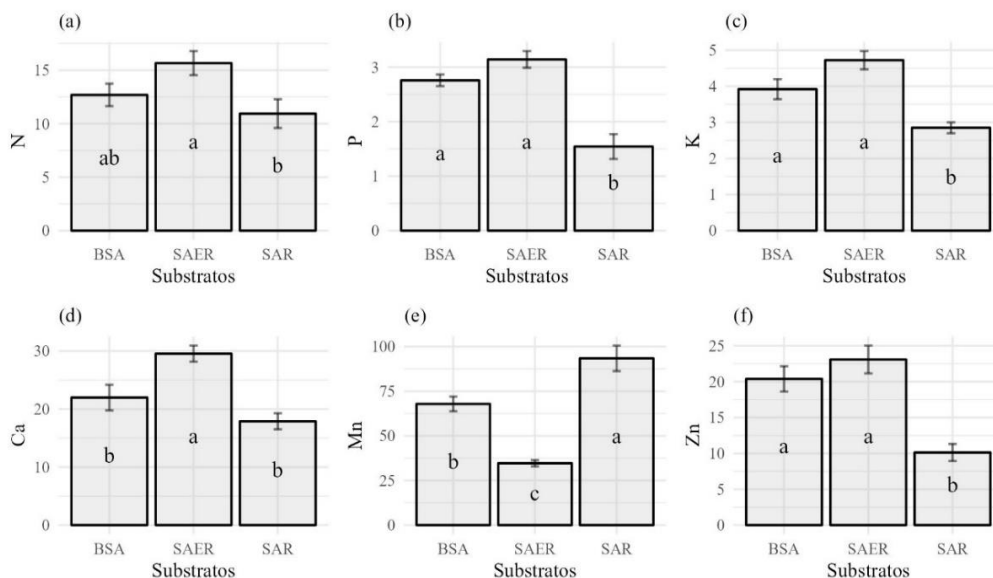 (a)
15
10
5
0
N
ab
a
b
BSA SAER SAR
Substratos
(b)
3
2
1
0
P
a
a
b
BSA SAER SAR
Substratos
(c)
5
4
3
2
1
0
K
a
a
b
BSA SAER SAR
Substratos
(d)
30
20
10
0
Ca
b
a
b
BSA SAER SAR
Substratos
(e)
100
75
50
25
0
Mn
b
c
a
BSA SAER SAR
Substratos
(f)
25
20
15
10
5
0
Zn
a
a
b
BSA SAER SAR
Substratos